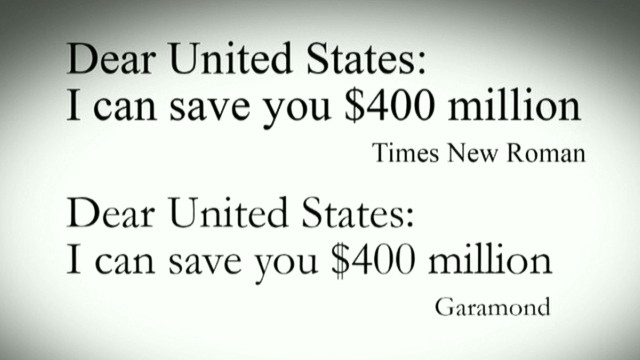 Dear United States:
I can save you $400 million
Times New Roman
Dear United States:
I can save you $400 million
Garamond